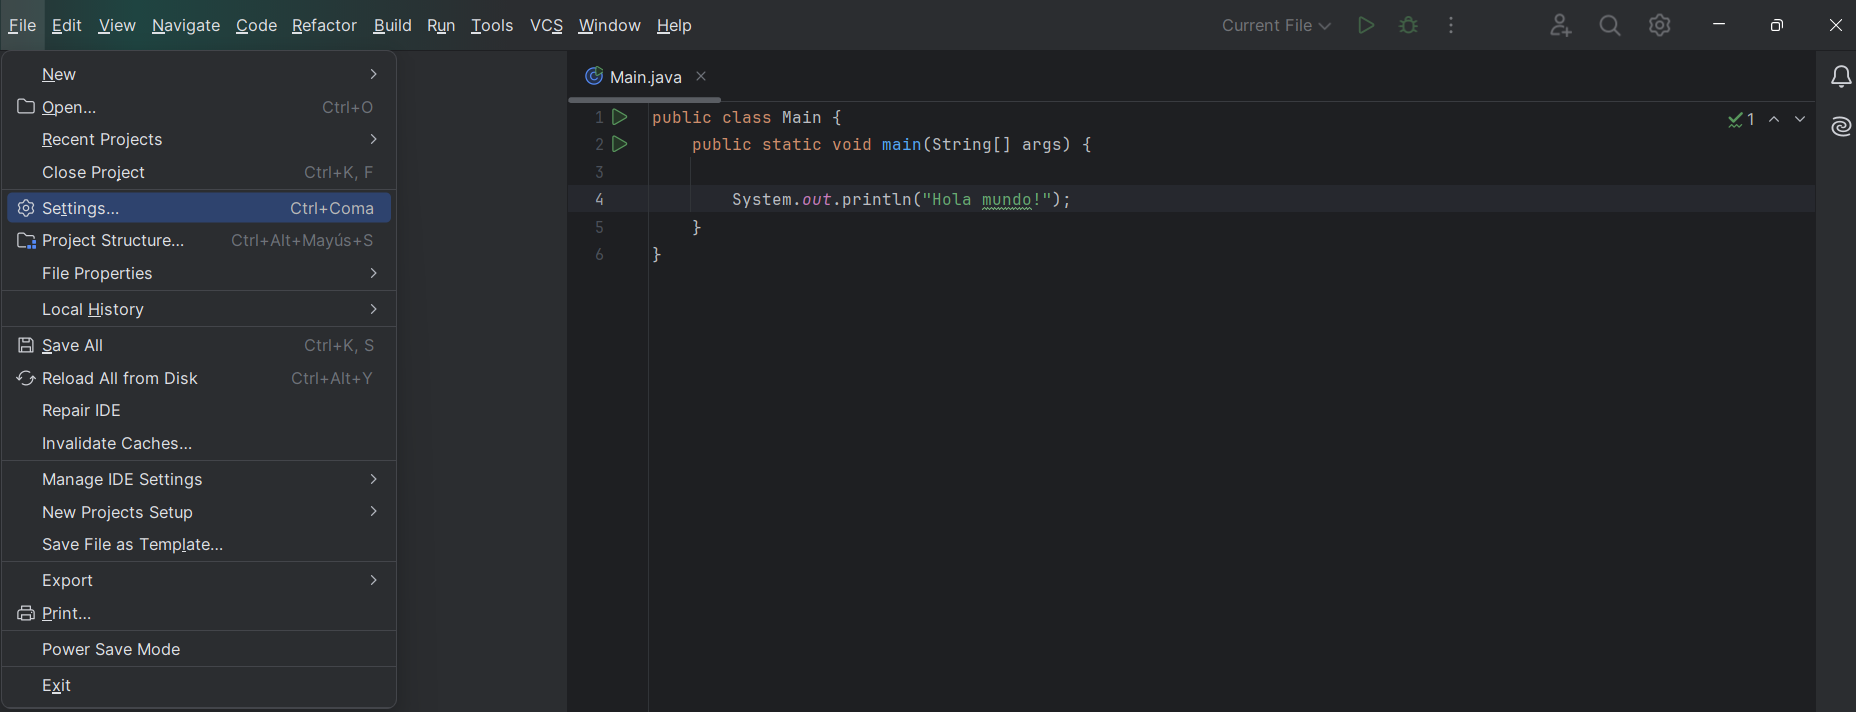 File Edit View Navigate Code Refactor Build Run Tools VCS Window Help Current File
New
Open... Ctrl+O
Recent Projects
Close Project Ctrl+K, F
Settings... Ctrl+Coma
Project Structure... Ctrl+Alt+Mayús+S
File Properties
Local History
Save All Ctrl+K, S
Reload All from Disk Ctrl+Alt+Y
Repair IDE
Invalidate Caches...
Manage IDE Settings
New Projects Setup
Save File as Template...
Export
Print...
Power Save Mode
Exit
Main.java
1 public class Main {
2 public static void main(String[] args) {
3
4 System.out.println("Hola mundo!");
5 }
6 }
1